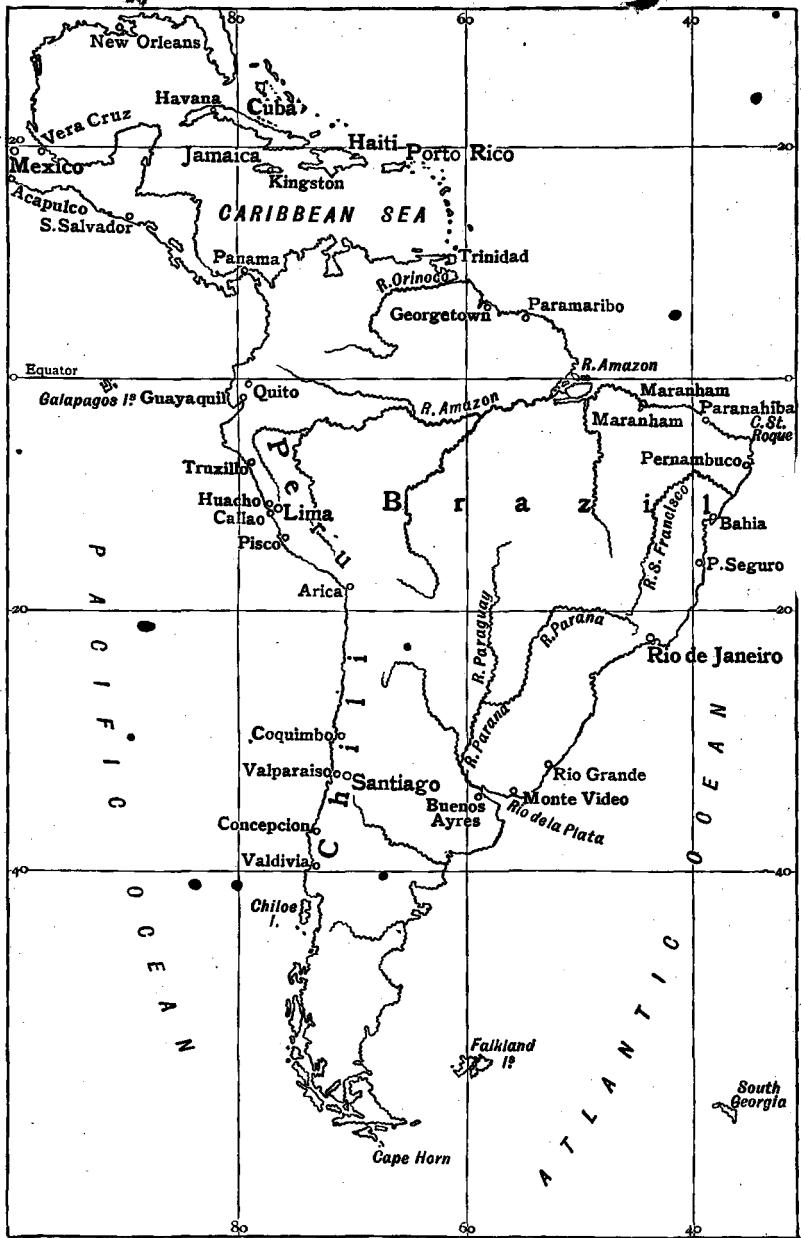 80
60
40
New Orleans
Havana
Cuba
Vera Cruz
20
Haiti
Jamaica
Porto Rico
Mexico
Kingston
Acapulco
CARIBBEAN SEA
S. Salvador
Panama
Trinidad
R. Orinoco
Georgetown
Paramaribo
Equator
0
R. Amazon
Galapagos Is
Guayaquil
Quito
R. Amazon
Maranham
Maranham
Paranahiba
C. St.
Roque
Truxillo
Peru
Pernambuco
Huacho
Lima
Brazil
Callao
R. S. Francisco
Bahia
Pisco
P. Seguro
Arica
20
20
R. Paraguay
R. Parana
Rio de Janeiro
PACIFIC
OCEAN
Chili
Coquimbo
R. Parana
Valparaiso
Santiago
Rio Grande
Buenos
Ayres
Monte Video
Rio de la Plata
Concepcion
Valdivia
40
40
Chiloe
I.
ATLANTIC
OCEAN
Falkland
Is
South
Georgia
Cape Horn
80
60
40